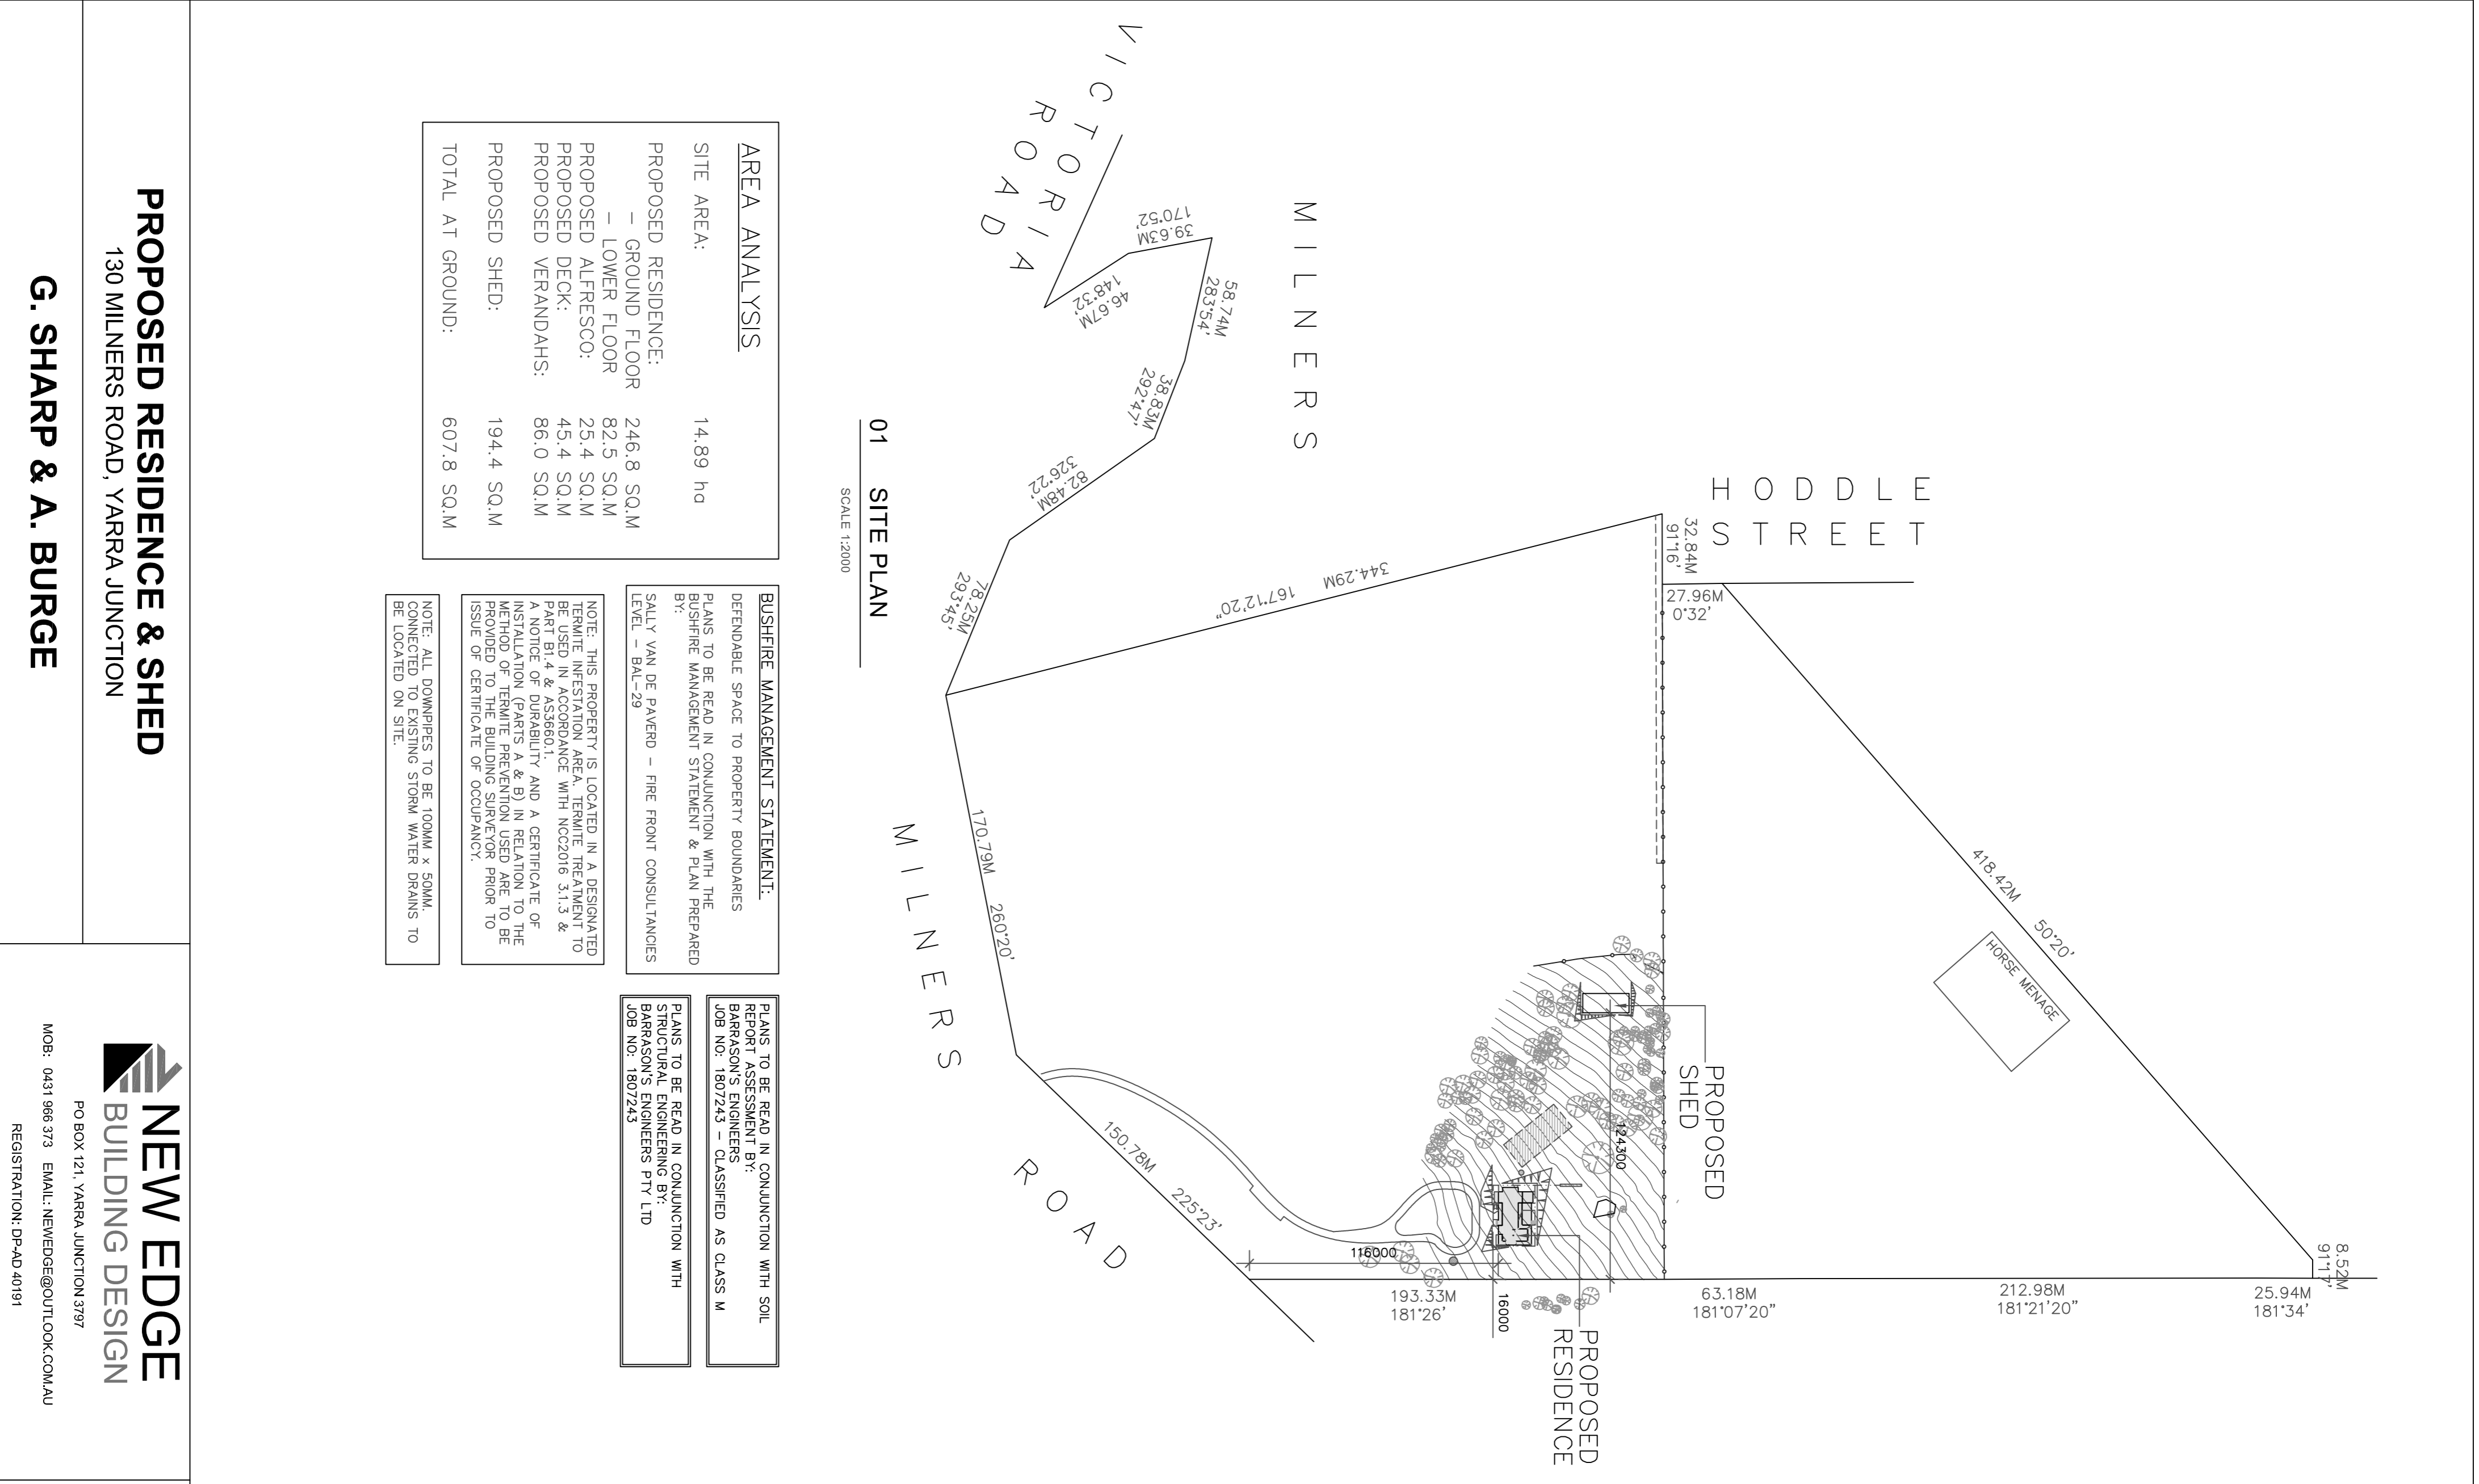 VICTORIA
ROAD
MILNERS
HODDLE
STREET
32.84M
91°16'
27.96M
0°32'
39.63M
170°52'
46.67M
148°32'
58.74M
283°54'
38.83M
292°47'
82.48M
326°22'
78.25M
293°45'
344.29M 167°12'20"
418.42M 50°20'
HORSE MENAGE
8.52M
91°17'
25.94M
181°34'
212.98M
181°21'20"
63.18M
181°07'20"
193.33M
181°26'
16000
116000
124300
PROPOSED
SHED
PROPOSED
RESIDENCE
170.79M 260°20'
150.78M 225°23'
MILNERS
ROAD
01 SITE PLAN
SCALE 1:2000
AREA ANALYSIS
SITE AREA: 14.89 ha
PROPOSED RESIDENCE:
- GROUND FLOOR 246.8 SQ.M
- LOWER FLOOR 82.5 SQ.M
PROPOSED ALFRESCO: 25.4 SQ.M
PROPOSED DECK: 45.4 SQ.M
PROPOSED VERANDAHS: 86.0 SQ.M
PROPOSED SHED: 194.4 SQ.M
TOTAL AT GROUND: 607.8 SQ.M
BUSHFIRE MANAGEMENT STATEMENT:
DEFENDABLE SPACE TO PROPERTY BOUNDARIES
PLANS TO BE READ IN CONJUNCTION WITH THE
BUSHFIRE MANAGEMENT STATEMENT & PLAN PREPARED
BY:
SALLY VAN DE PAVERD - FIRE FRONT CONSULTANCIES
LEVEL - BAL-29
NOTE: THIS PROPERTY IS LOCATED IN A DESIGNATED
TERMITE INFESTATION AREA. TERMITE TREATMENT TO
BE USED IN ACCORDANCE WITH NCC2016 3.1.3 &
PART B1.4 & AS3660.1.
A NOTICE OF DURABILITY AND A CERTIFICATE OF
INSTALLATION (PARTS A & B) IN RELATION TO THE
METHOD OF TERMITE PREVENTION USED ARE TO BE
PROVIDED TO THE BUILDING SURVEYOR PRIOR TO
ISSUE OF CERTIFICATE OF OCCUPANCY.
NOTE: ALL DOWNPIPES TO BE 100MM x 50MM.
CONNECTED TO EXISTING STORM WATER DRAINS TO
BE LOCATED ON SITE.
PLANS TO BE READ IN CONJUNCTION WITH SOIL
REPORT ASSESSMENT BY:
BARRASON'S ENGINEERS
JOB NO: 1807243 - CLASSIFIED AS CLASS M
PLANS TO BE READ IN CONJUNCTION WITH
STRUCTURAL ENGINEERING BY:
BARRASON'S ENGINEERS PTY LTD
JOB NO: 1807243
PROPOSED RESIDENCE & SHED
130 MILNERS ROAD, YARRA JUNCTION
G. SHARP & A. BURGE
NEW EDGE
BUILDING DESIGN
PO BOX 121, YARRA JUNCTION 3797
MOB: 0431 966 373 EMAIL: NEWEDGE@OUTLOOK.COM.AU
REGISTRATION: DP-AD 40191